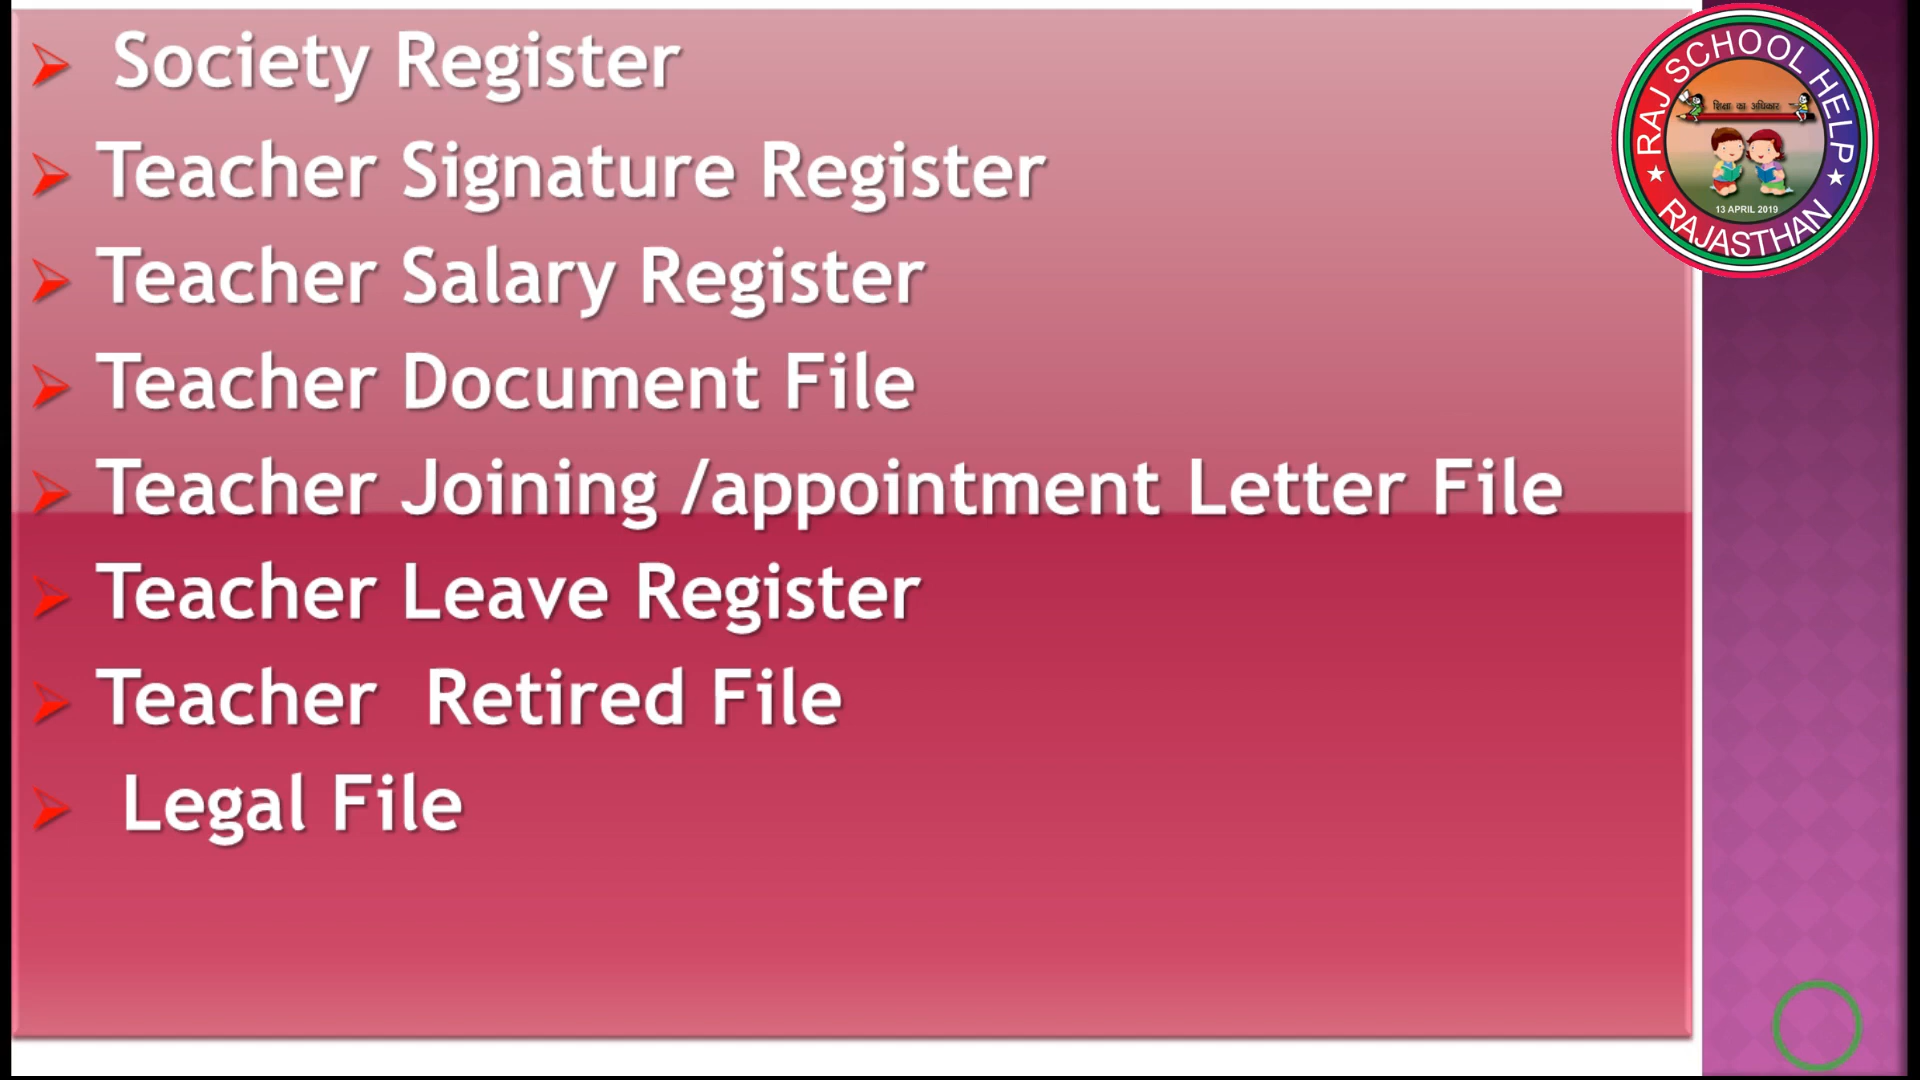 Society Register
Teacher Signature Register
Teacher Salary Register
Teacher Document File
Teacher Joining /appointment Letter File
Teacher Leave Register
Teacher Retired File
Legal File
RAJ SCHOOL HELP
शिक्षा का अधिकार
13 APRIL 2019
RAJASTHAN